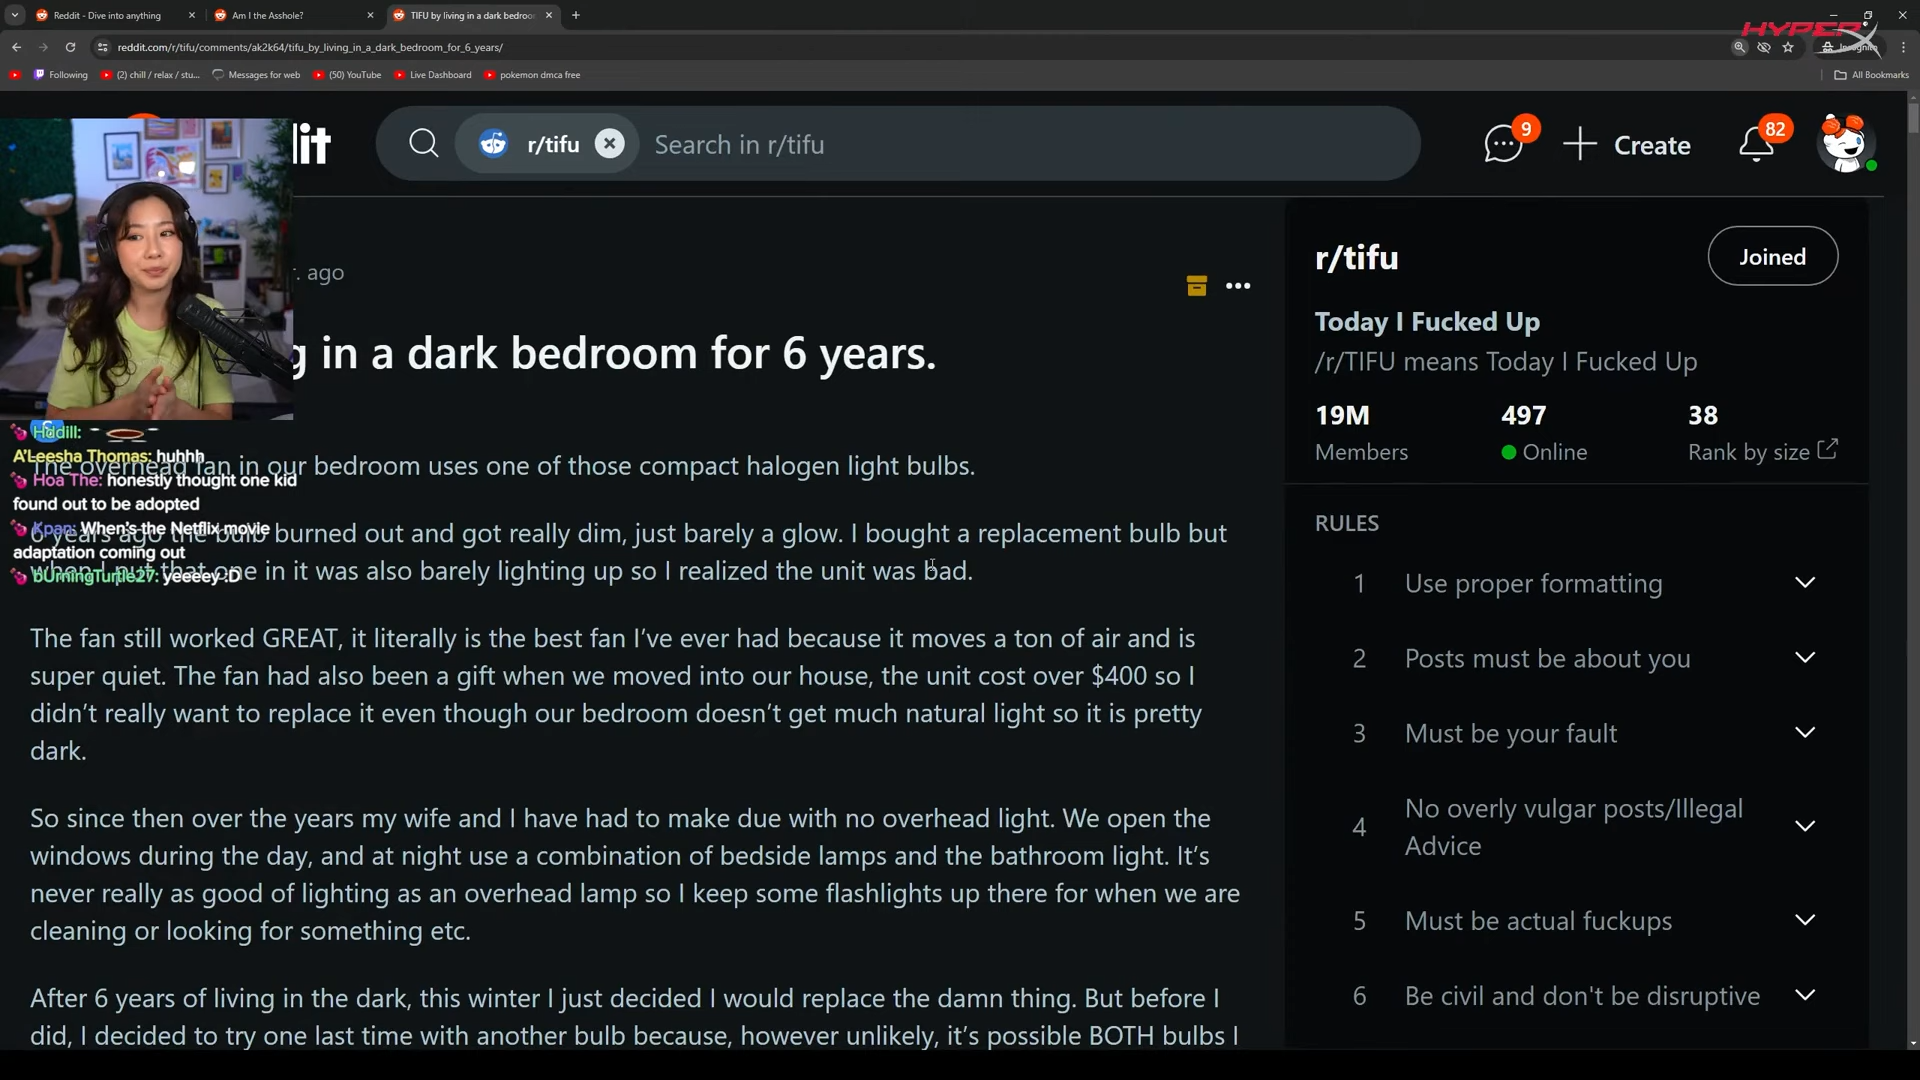 Reddit - Dive into anything
Am I the Asshole?
TIFU by living in a dark bedroo
HYPERX
reddit.com/r/tifu/comments/ak2k64/tifu_by_living_in_a_dark_bedroom_for_6_years/
Incognito
Following
(2) chill / relax / stu...
Messages for web
(50) YouTube
Live Dashboard
pokemon dmca free
All Bookmarks
it
r/tifu
Search in r/tifu
9
Create
82
r. ago
g in a dark bedroom for 6 years.
Hddill:
A'Leesha Thomas: huhhh
Hoa The: honestly thought one kid
found out to be adopted
Kpan: When's the Netflix movie
adaptation coming out
bUrningTurtle27: yeeeey :D
The overhead fan in our bedroom uses one of those compact halogen light bulbs.
6 years ago the bulb burned out and got really dim, just barely a glow. I bought a replacement bulb but
when I put that one in it was also barely lighting up so I realized the unit was bad.
The fan still worked GREAT, it literally is the best fan I've ever had because it moves a ton of air and is
super quiet. The fan had also been a gift when we moved into our house, the unit cost over $400 so I
didn't really want to replace it even though our bedroom doesn't get much natural light so it is pretty
dark.
So since then over the years my wife and I have had to make due with no overhead light. We open the
windows during the day, and at night use a combination of bedside lamps and the bathroom light. It's
never really as good of lighting as an overhead lamp so I keep some flashlights up there for when we are
cleaning or looking for something etc.
After 6 years of living in the dark, this winter I just decided I would replace the damn thing. But before I
did, I decided to try one last time with another bulb because, however unlikely, it's possible BOTH bulbs I
r/tifu
Joined
Today I Fucked Up
/r/TIFU means Today I Fucked Up
19M
497
38
Members
Online
Rank by size
RULES
1 Use proper formatting
2 Posts must be about you
3 Must be your fault
4 No overly vulgar posts/Illegal
Advice
5 Must be actual fuckups
6 Be civil and don't be disruptive